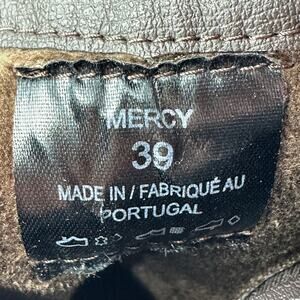 MERCY
39
MADE IN / FABRIQUÉ AU
PORTUGAL